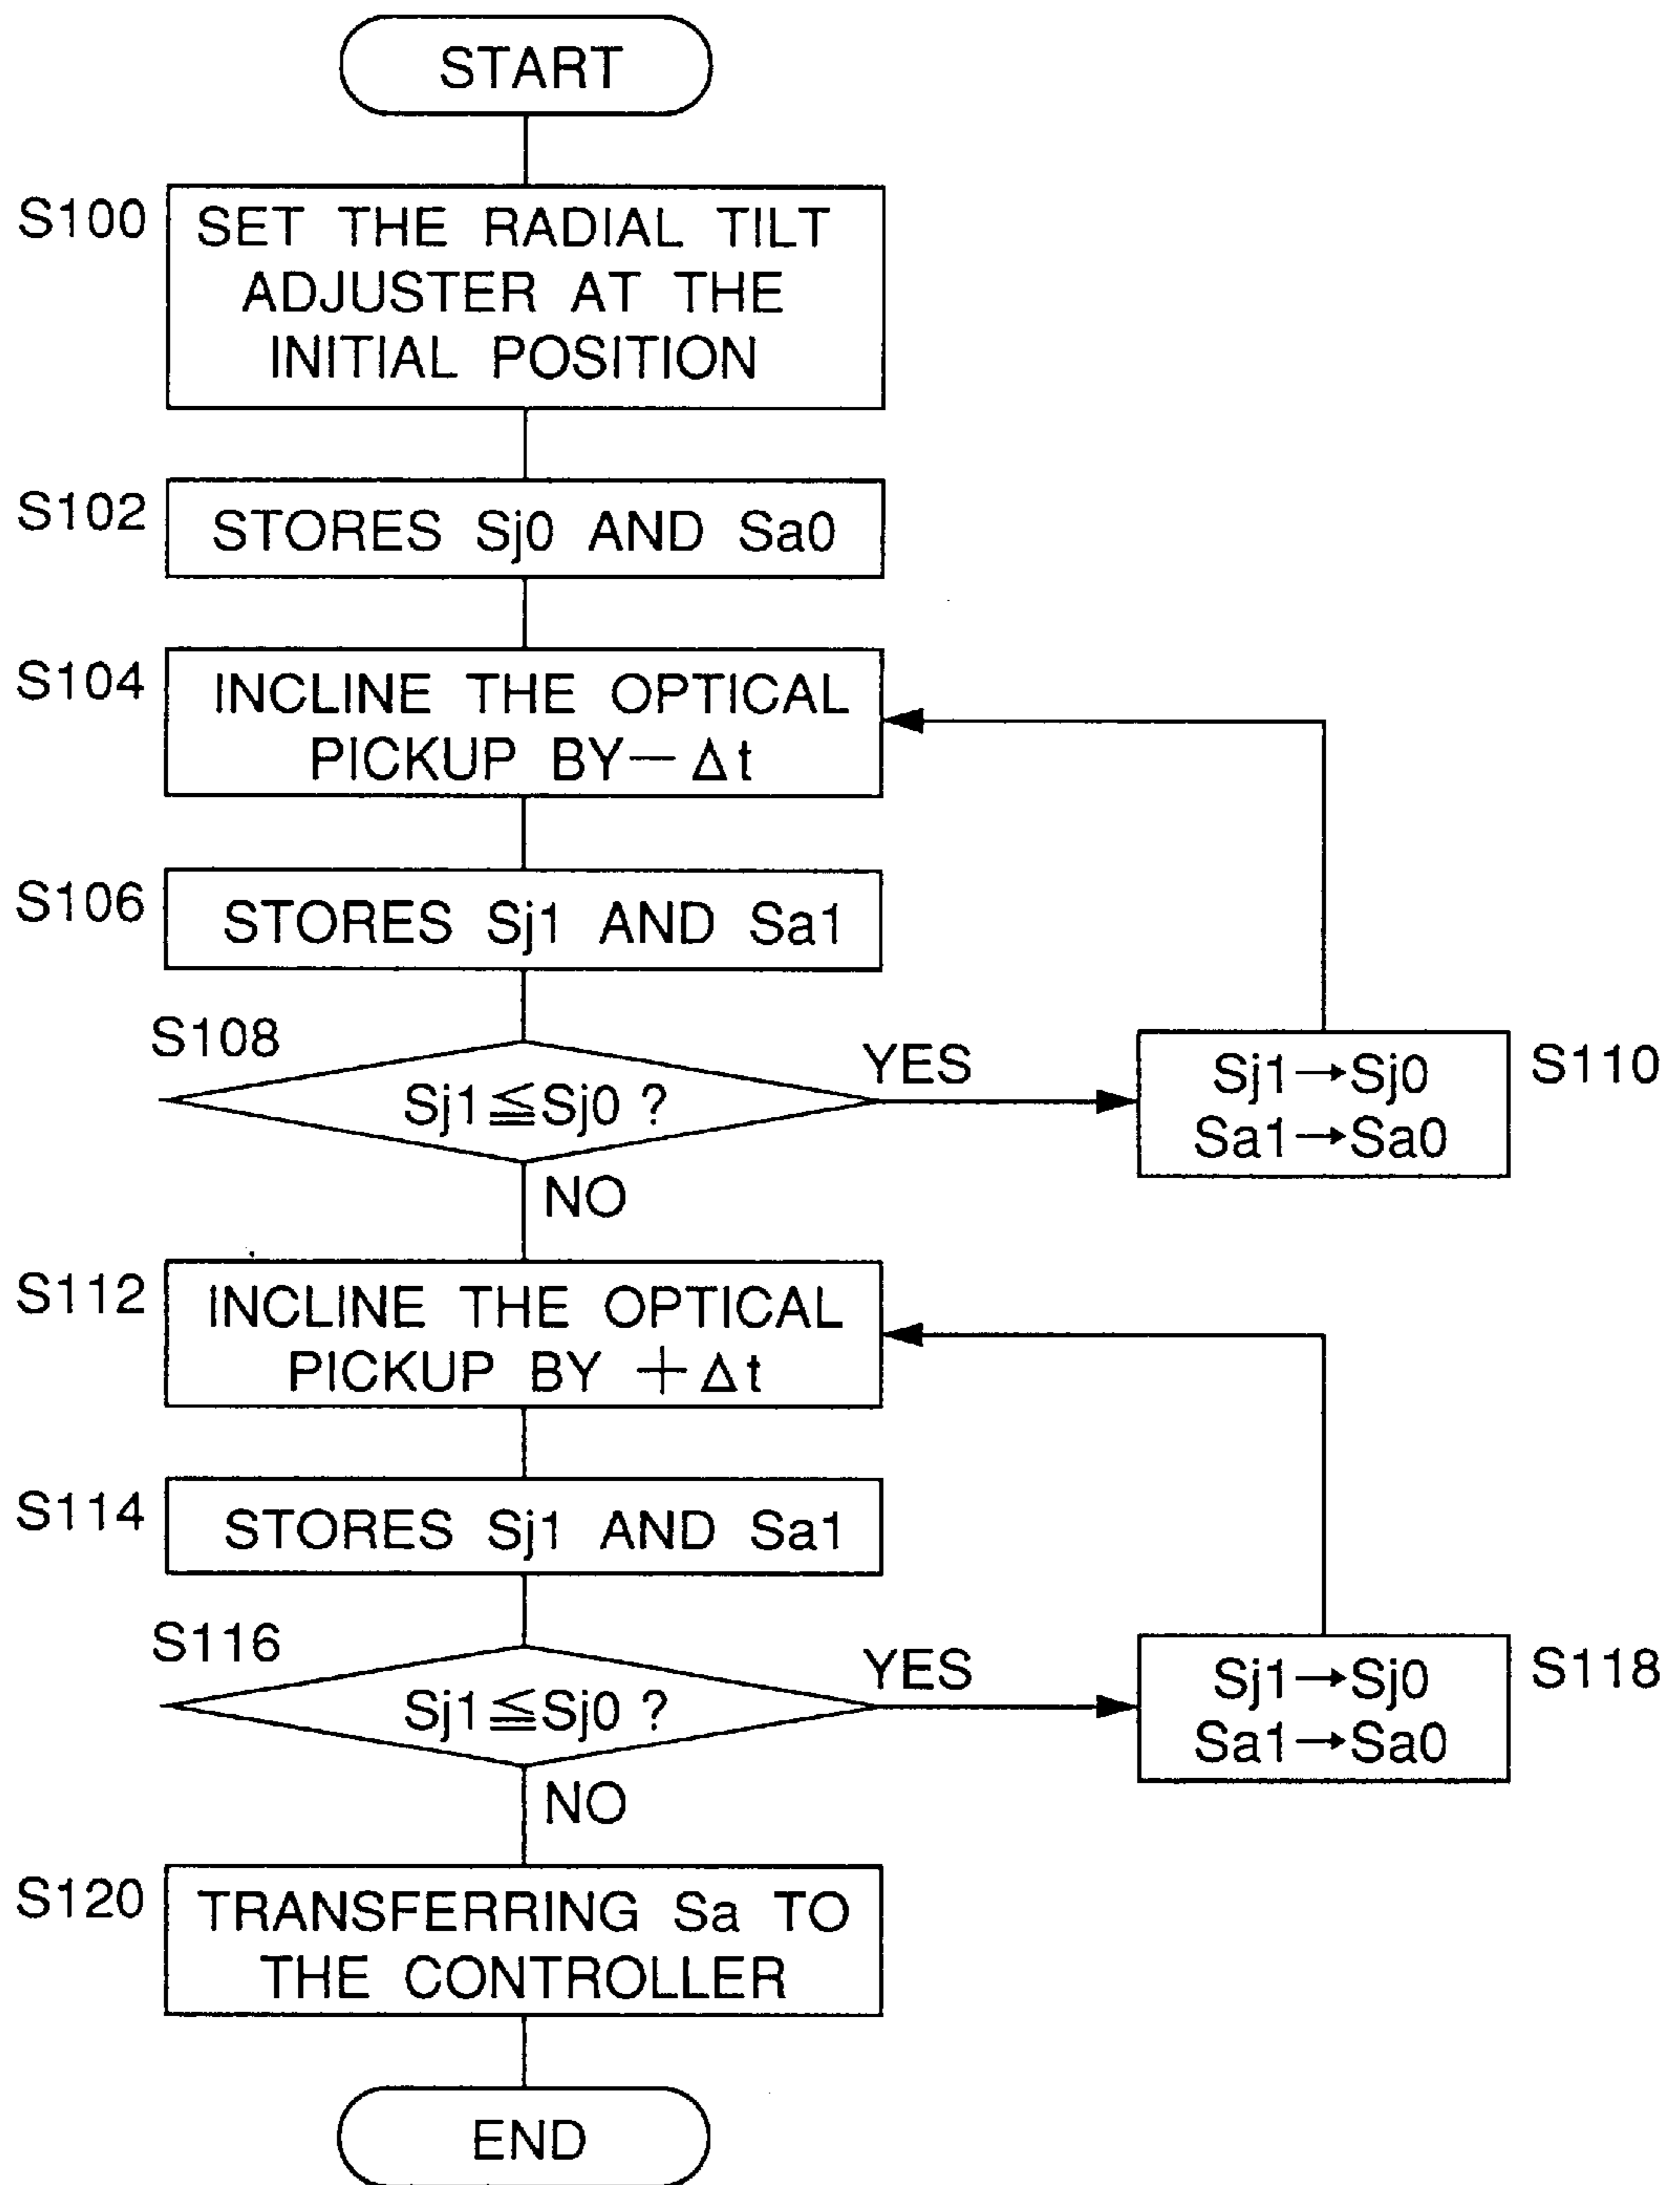 START
S100
SET THE RADIAL TILT
ADJUSTER AT THE
INITIAL POSITION
S102
STORES Sj0 AND Sa0
S104
INCLINE THE OPTICAL
PICKUP BY－Δt
S106
STORES Sj1 AND Sa1
S108
Sj1≦Sj0 ?
YES
Sj1→Sj0
Sa1→Sa0
S110
NO
S112
INCLINE THE OPTICAL
PICKUP BY ＋Δt
S114
STORES Sj1 AND Sa1
S116
Sj1≦Sj0 ?
YES
Sj1→Sj0
Sa1→Sa0
S118
NO
S120
TRANSFERRING Sa TO
THE CONTROLLER
END